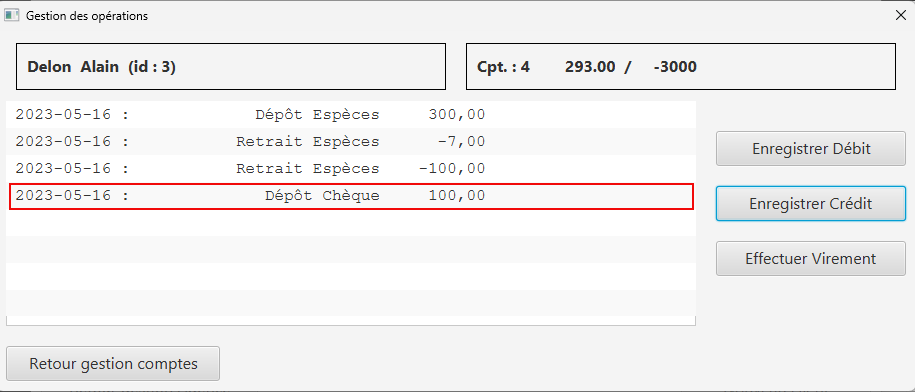 Gestion des opérations
Delon Alain (id : 3)
Cpt. : 4 293.00 / -3000
2023-05-16 : Dépôt Espèces 300,00
2023-05-16 : Retrait Espèces -7,00
2023-05-16 : Retrait Espèces -100,00
2023-05-16 : Dépôt Chèque 100,00
Enregistrer Débit
Enregistrer Crédit
Effectuer Virement
Retour gestion comptes